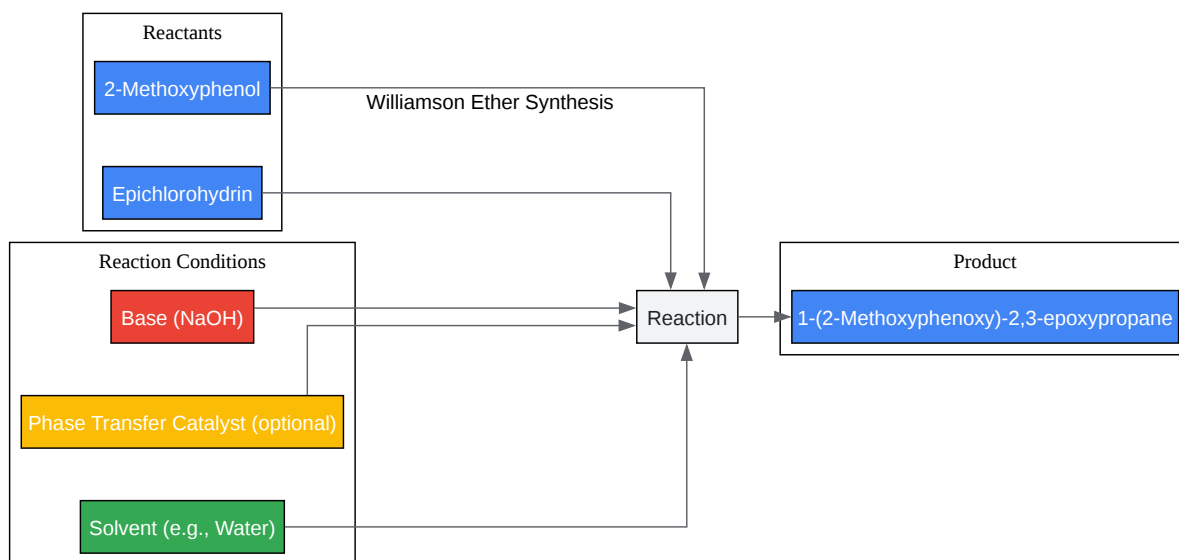 Reactants
2-Methoxyphenol
Williamson Ether Synthesis
Epichlorohydrin
Reaction Conditions
Base (NaOH)
Phase Transfer Catalyst (optional)
Solvent (e.g., Water)
Reaction
Product
1-(2-Methoxyphenoxy)-2,3-epoxypropane